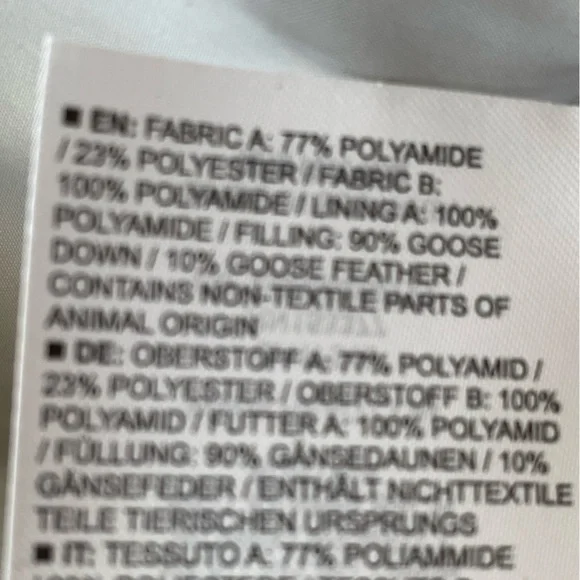 ■ EN: FABRIC A: 77% POLYAMIDE
/ 23% POLYESTER / FABRIC B:
100% POLYAMIDE / LINING A: 100%
POLYAMIDE / FILLING: 90% GOOSE
DOWN / 10% GOOSE FEATHER /
CONTAINS NON-TEXTILE PARTS OF
ANIMAL ORIGIN
■ DE: OBERSTOFF A: 77% POLYAMID /
23% POLYESTER / OBERSTOFF B: 100%
POLYAMID / FUTTER A: 100% POLYAMID
/ FÜLLUNG: 90% GÄNSEDAUNEN / 10%
GÄNSEFEDER / ENTHÄLT NICHTTEXTILE
TEILE TIERISCHEN URSPRUNGS
■ IT: TESSUTO A: 77% POLIAMMIDE